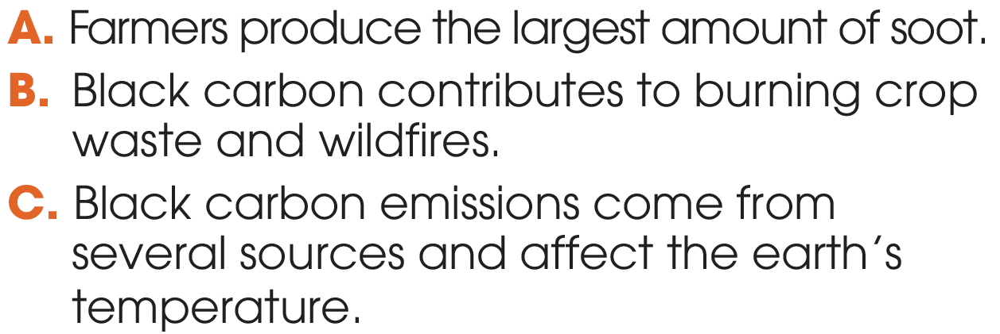 A. Farmers produce the largest amount of soot.
B. Black carbon contributes to burning crop
waste and wildfires.
C. Black carbon emissions come from
several sources and affect the earth´s
temperature.